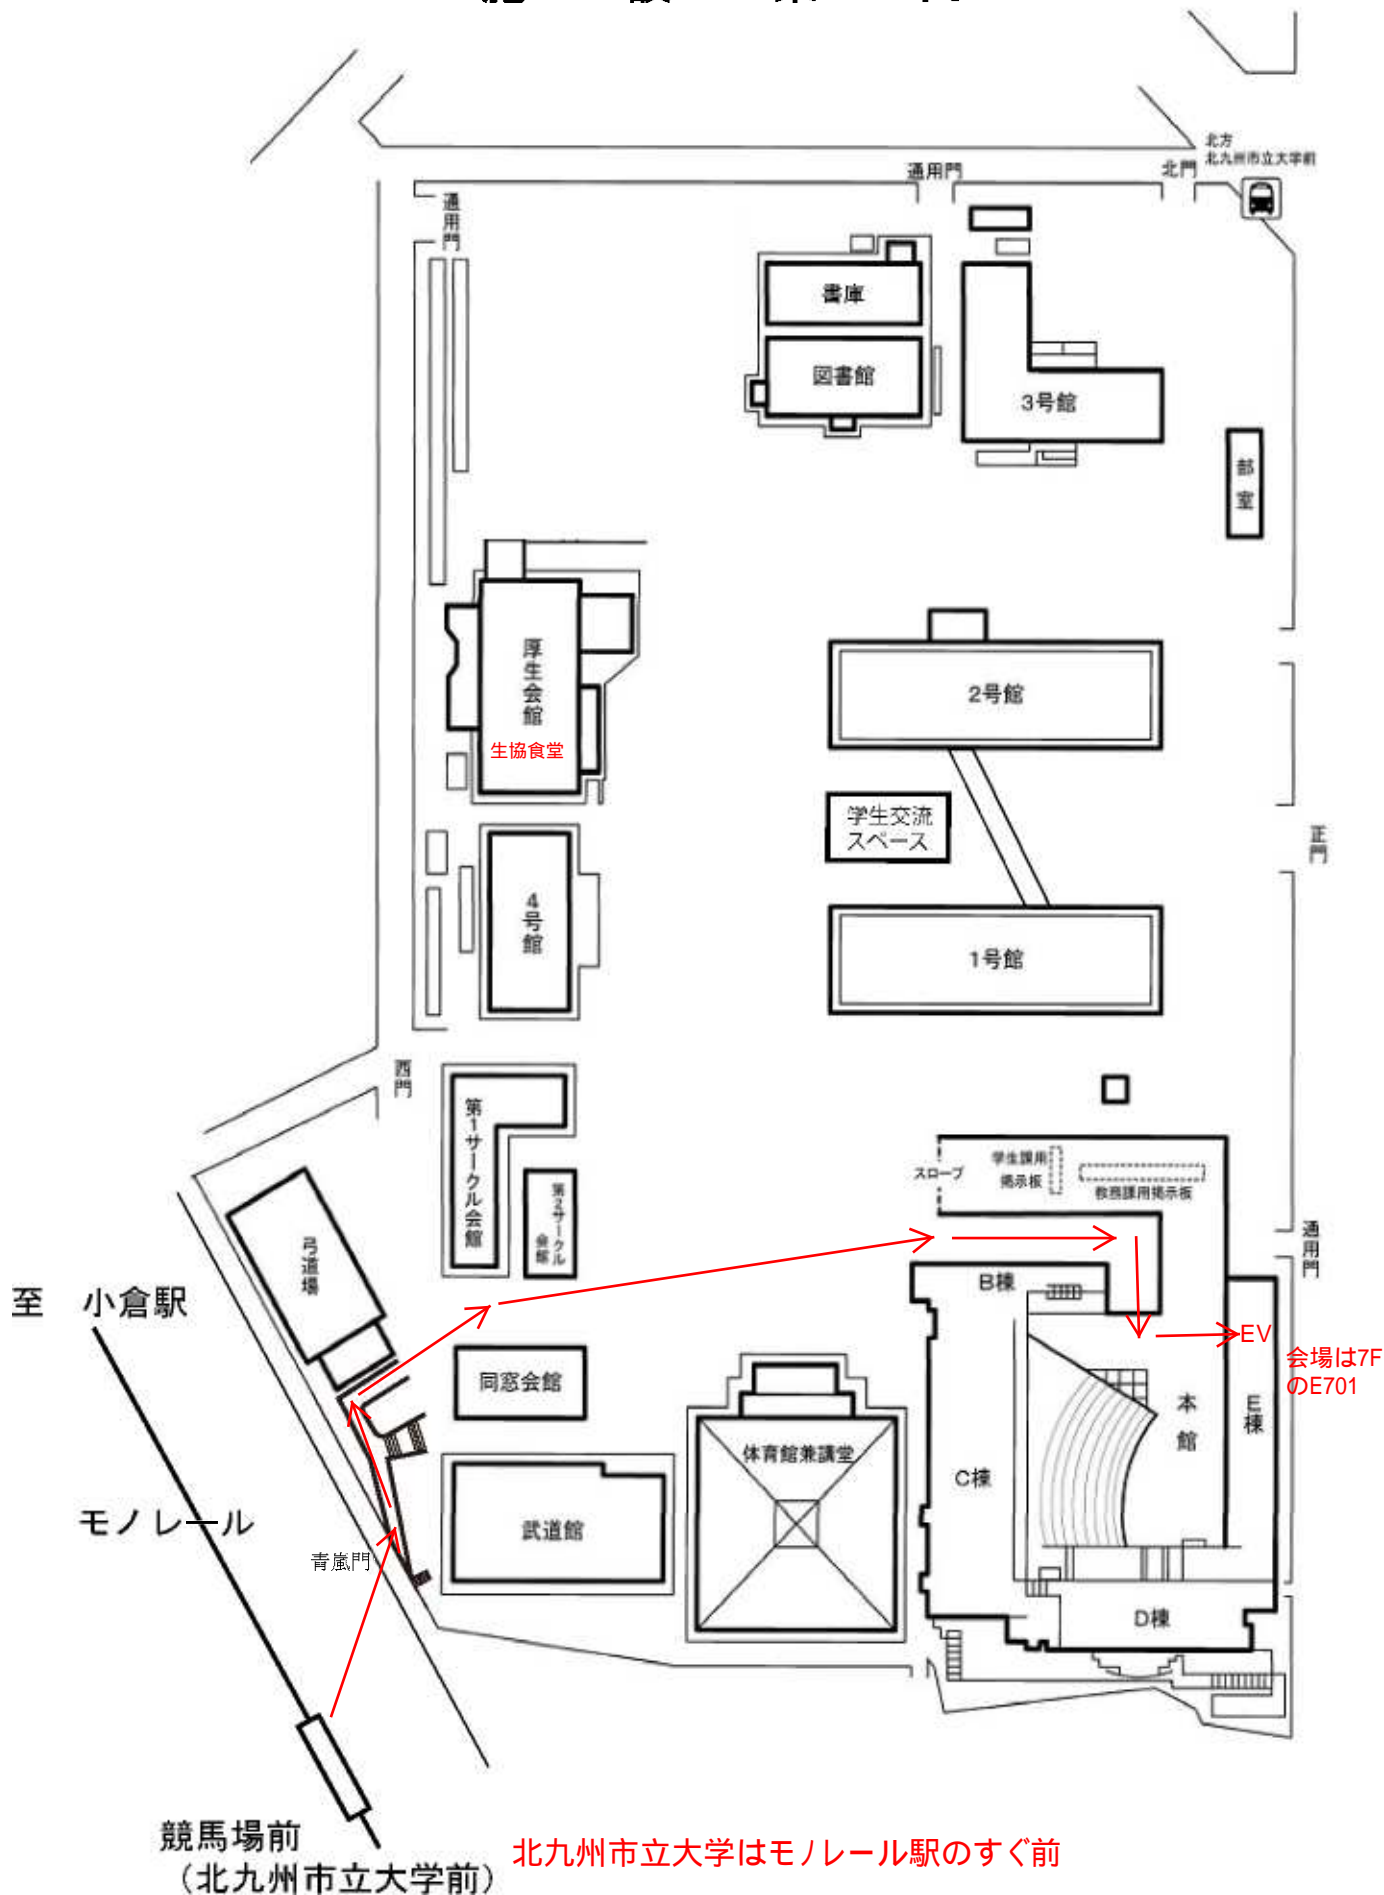 北方
北九州市立大学前
通用門
北門
通用門
書庫
図書館
3号館
部室
厚生会館
生協食堂
2号館
学生交流
スペース
正門
4号館
1号館
西門
第1サークル会館
第2サークル
会館
スロープ
学生課用
掲示板
教務課用掲示板
通用門
弓道場
至 小倉駅
B棟
EV
会場は7F
のE701
同窓会館
体育館兼講堂
本館
E棟
C棟
モノレール
武道館
青嵐門
D棟
競馬場前
(北九州市立大学前)
北九州市立大学はモノレール駅のすぐ前